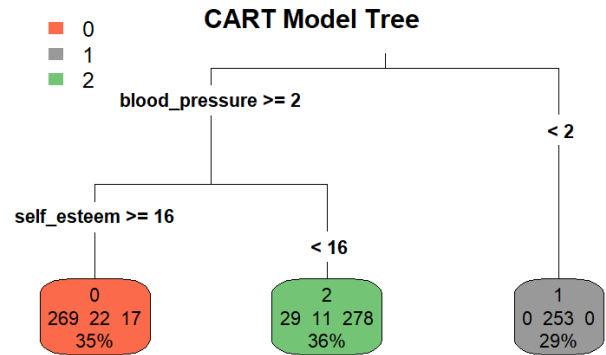 CART Model Tree
0
1
2
blood_pressure >= 2
< 2
self_esteem >= 16
< 16
0
269 22 17
35%
2
29 11 278
36%
1
0 253 0
29%